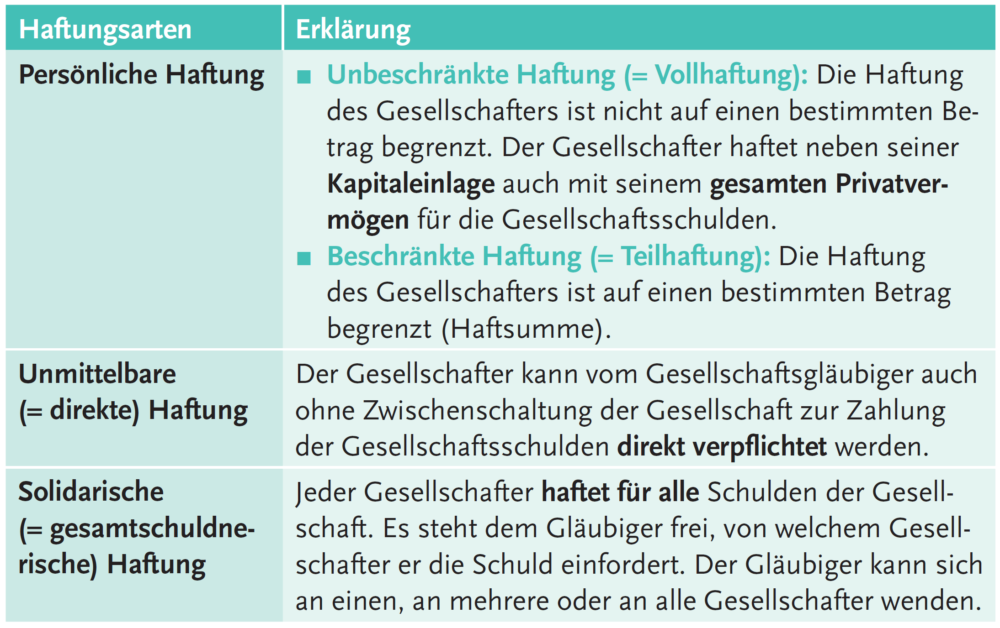 Haftungsarten
Erklärung
Persönliche Haftung
■ Unbeschränkte Haftung (= Vollhaftung): Die Haftung
des Gesellschafters ist nicht auf einen bestimmten Be-
trag begrenzt. Der Gesellschafter haftet neben seiner
Kapitaleinlage auch mit seinem gesamten Privatver-
mögen für die Gesellschaftsschulden.
■ Beschränkte Haftung (= Teilhaftung): Die Haftung
des Gesellschafters ist auf einen bestimmten Betrag
begrenzt (Haftsumme).
Unmittelbare
(= direkte) Haftung
Der Gesellschafter kann vom Gesellschaftsgläubiger auch
ohne Zwischenschaltung der Gesellschaft zur Zahlung
der Gesellschaftsschulden direkt verpflichtet werden.
Solidarische
(= gesamtschuldne-
rische) Haftung
Jeder Gesellschafter haftet für alle Schulden der Gesell-
schaft. Es steht dem Gläubiger frei, von welchem Gesell-
schafter er die Schuld einfordert. Der Gläubiger kann sich
an einen, an mehrere oder an alle Gesellschafter wenden.